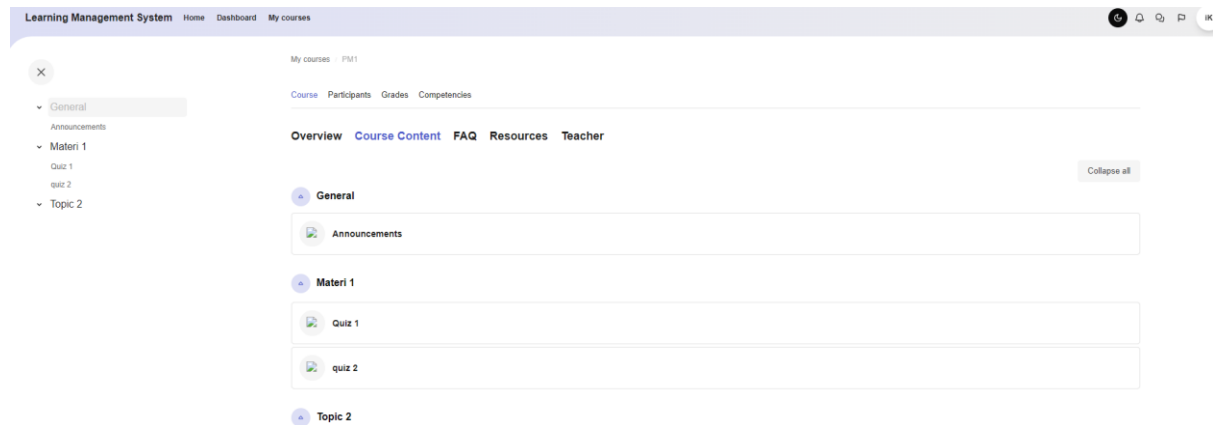 Learning Management System Home Dashboard My courses iK
My courses / PM1
Course Participants Grades Competencies
Overview Course Content FAQ Resources Teacher
Collapse all
General
Announcements
Materi 1
Quiz 1
quiz 2
Topic 2
General
Announcements
Materi 1
Quiz 1
quiz 2
Topic 2